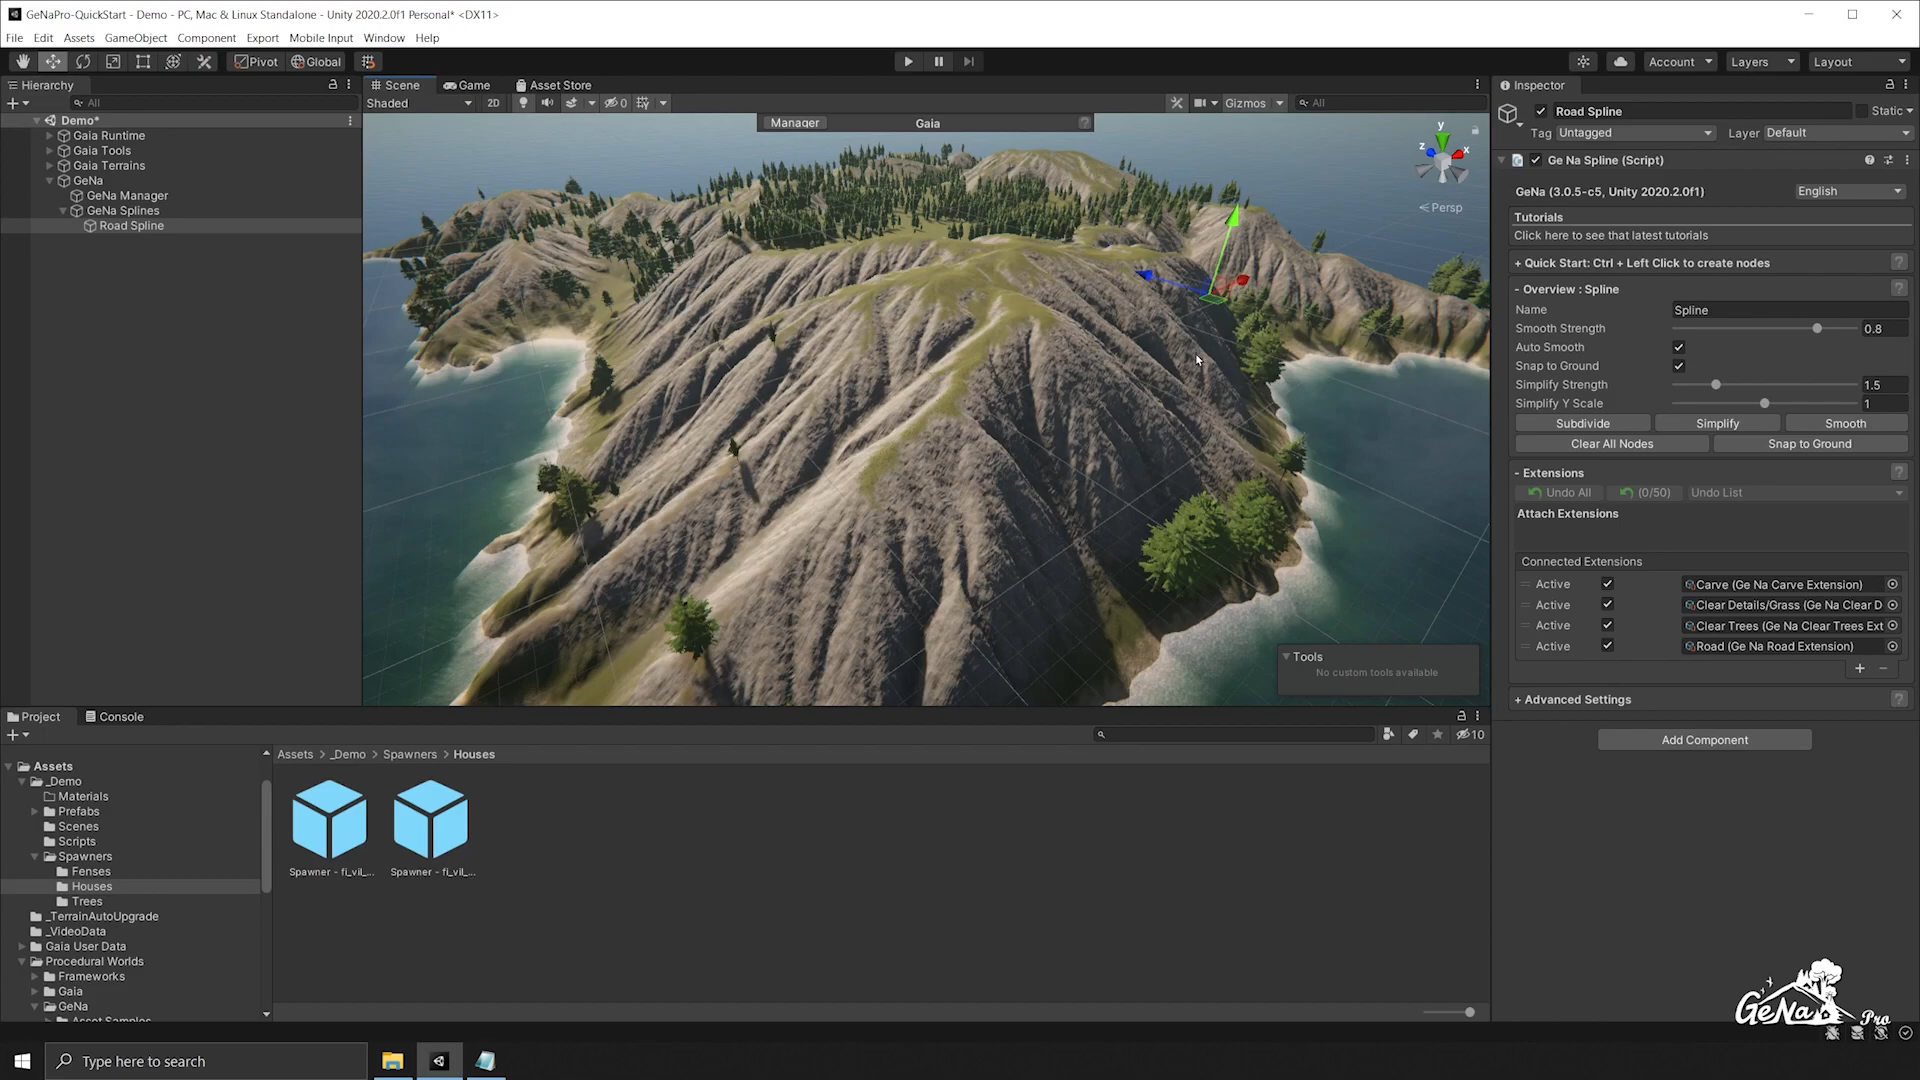 GeNaPro-QuickStart - Demo - PC, Mac & Linux Standalone - Unity 2020.2.0f1 Personal* <DX11>
File Edit Assets GameObject Component Export Mobile Input Window Help
Pivot Global Account Layers Layout
Hierarchy
All
Demo*
Gaia Runtime
Gaia Tools
Gaia Terrains
GeNa
GeNa Manager
GeNa Splines
Road Spline
Scene Game Asset Store
Shaded 2D 0 Gizmos All
Manager Gaia
y
z x
Persp
Tools
No custom tools available
Inspector
Road Spline Static
Tag Untagged Layer Default
Ge Na Spline (Script)
GeNa (3.0.5-c5, Unity 2020.2.0f1) English
Tutorials
Click here to see that latest tutorials
+ Quick Start: Ctrl + Left Click to create nodes ?
- Overview : Spline ?
Name Spline
Smooth Strength 0.8
Auto Smooth
Snap to Ground
Simplify Strength 1.5
Simplify Y Scale 1
Subdivide Simplify Smooth
Clear All Nodes Snap to Ground
- Extensions ?
Undo All (0/50) Undo List
Attach Extensions
Connected Extensions
Active Carve (Ge Na Carve Extension)
Active Clear Details/Grass (Ge Na Clear D
Active Clear Trees (Ge Na Clear Trees Ext
Active Road (Ge Na Road Extension)
+ -
+ Advanced Settings ?
Add Component
Project Console
10
Assets
_Demo
Materials
Prefabs
Scenes
Scripts
Spawners
Fenses
Houses
Trees
_TerrainAutoUpgrade
_VideoData
Gaia User Data
Procedural Worlds
Frameworks
Gaia
GeNa
Asset Samples
Assets > _Demo > Spawners > Houses
Spawner - fi_vil_... Spawner - fi_vil_...
GeNa Pro
Type here to search